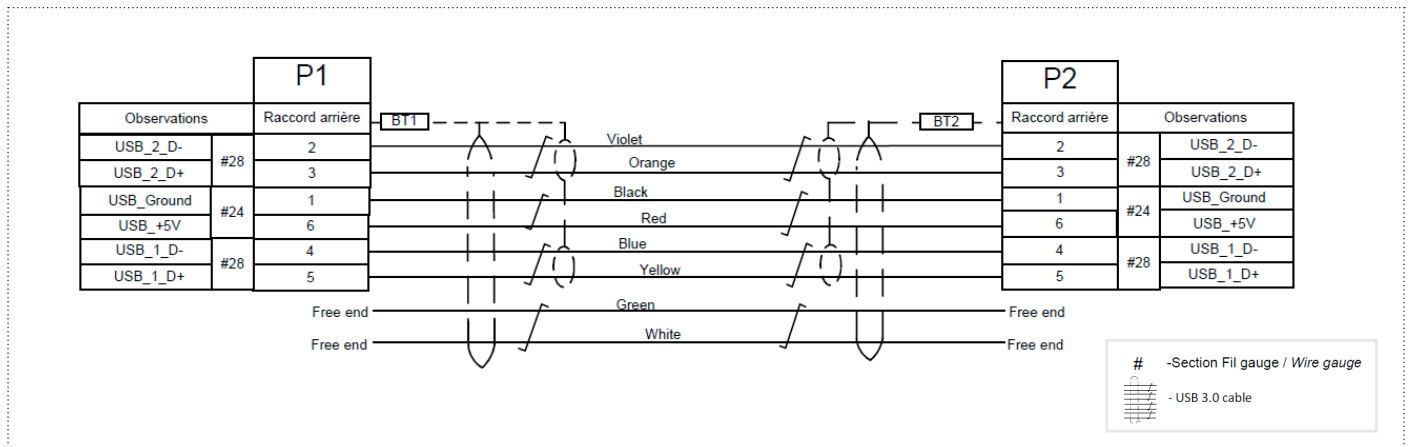 P1
P2
Observations
Raccord arrière
BT1
BT2
Raccord arrière
Observations
USB_2_D-
#28
2
Violet
2
#28
USB_2_D-
USB_2_D+
3
Orange
3
USB_2_D+
USB_Ground
#24
1
Black
1
#24
USB_Ground
USB_+5V
6
Red
6
USB_+5V
USB_1_D-
#28
4
Blue
4
#28
USB_1_D-
USB_1_D+
5
Yellow
5
USB_1_D+
Free end
Green
Free end
Free end
White
Free end
# -Section Fil gauge / Wire gauge
- USB 3.0 cable